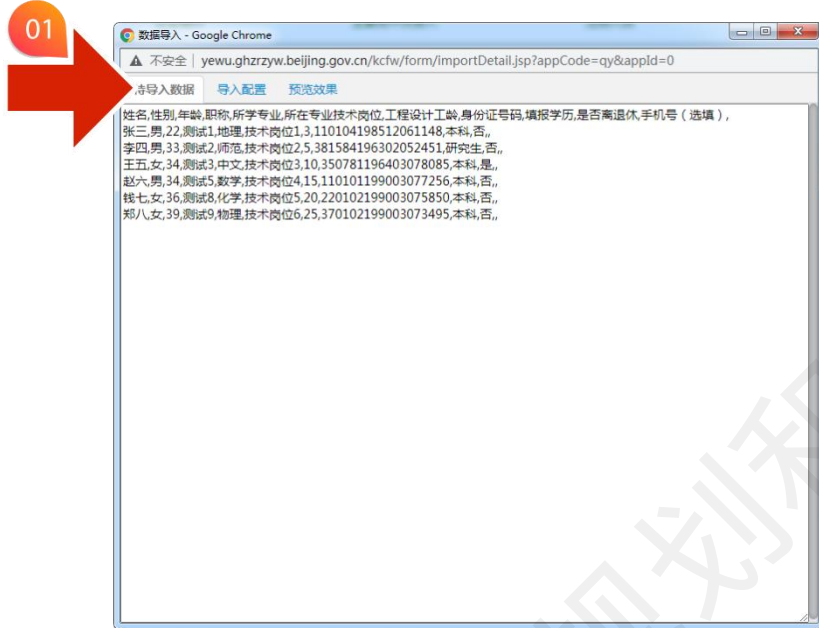 01
数据导入 - Google Chrome
不安全 | yewu.ghzrzyw.beijing.gov.cn/kcfw/form/importDetail.jsp?appCode=qy&appId=0
待导入数据 导入配置 预览效果
姓名,性别,年龄,职称,所学专业,所在专业技术岗位,工程设计工龄,身份证号码,填报学历,是否离退休,手机号（选填）,
张三,男,22,测试1,地理,技术岗位1,3,110104198512061148,本科,否,,
李四,男,33,测试2,师范,技术岗位2,5,381584196302052451,研究生,否,,
王五,女,34,测试3,中文,技术岗位3,10,350781196403078085,本科,是,,
赵六,男,34,测试5,数学,技术岗位4,15,110101199003077256,本科,否,,
钱七,女,36,测试8,化学,技术岗位5,20,220102199003075850,本科,否,,
郑八,女,39,测试9,物理,技术岗位6,25,370102199003073495,本科,否,,
规划和